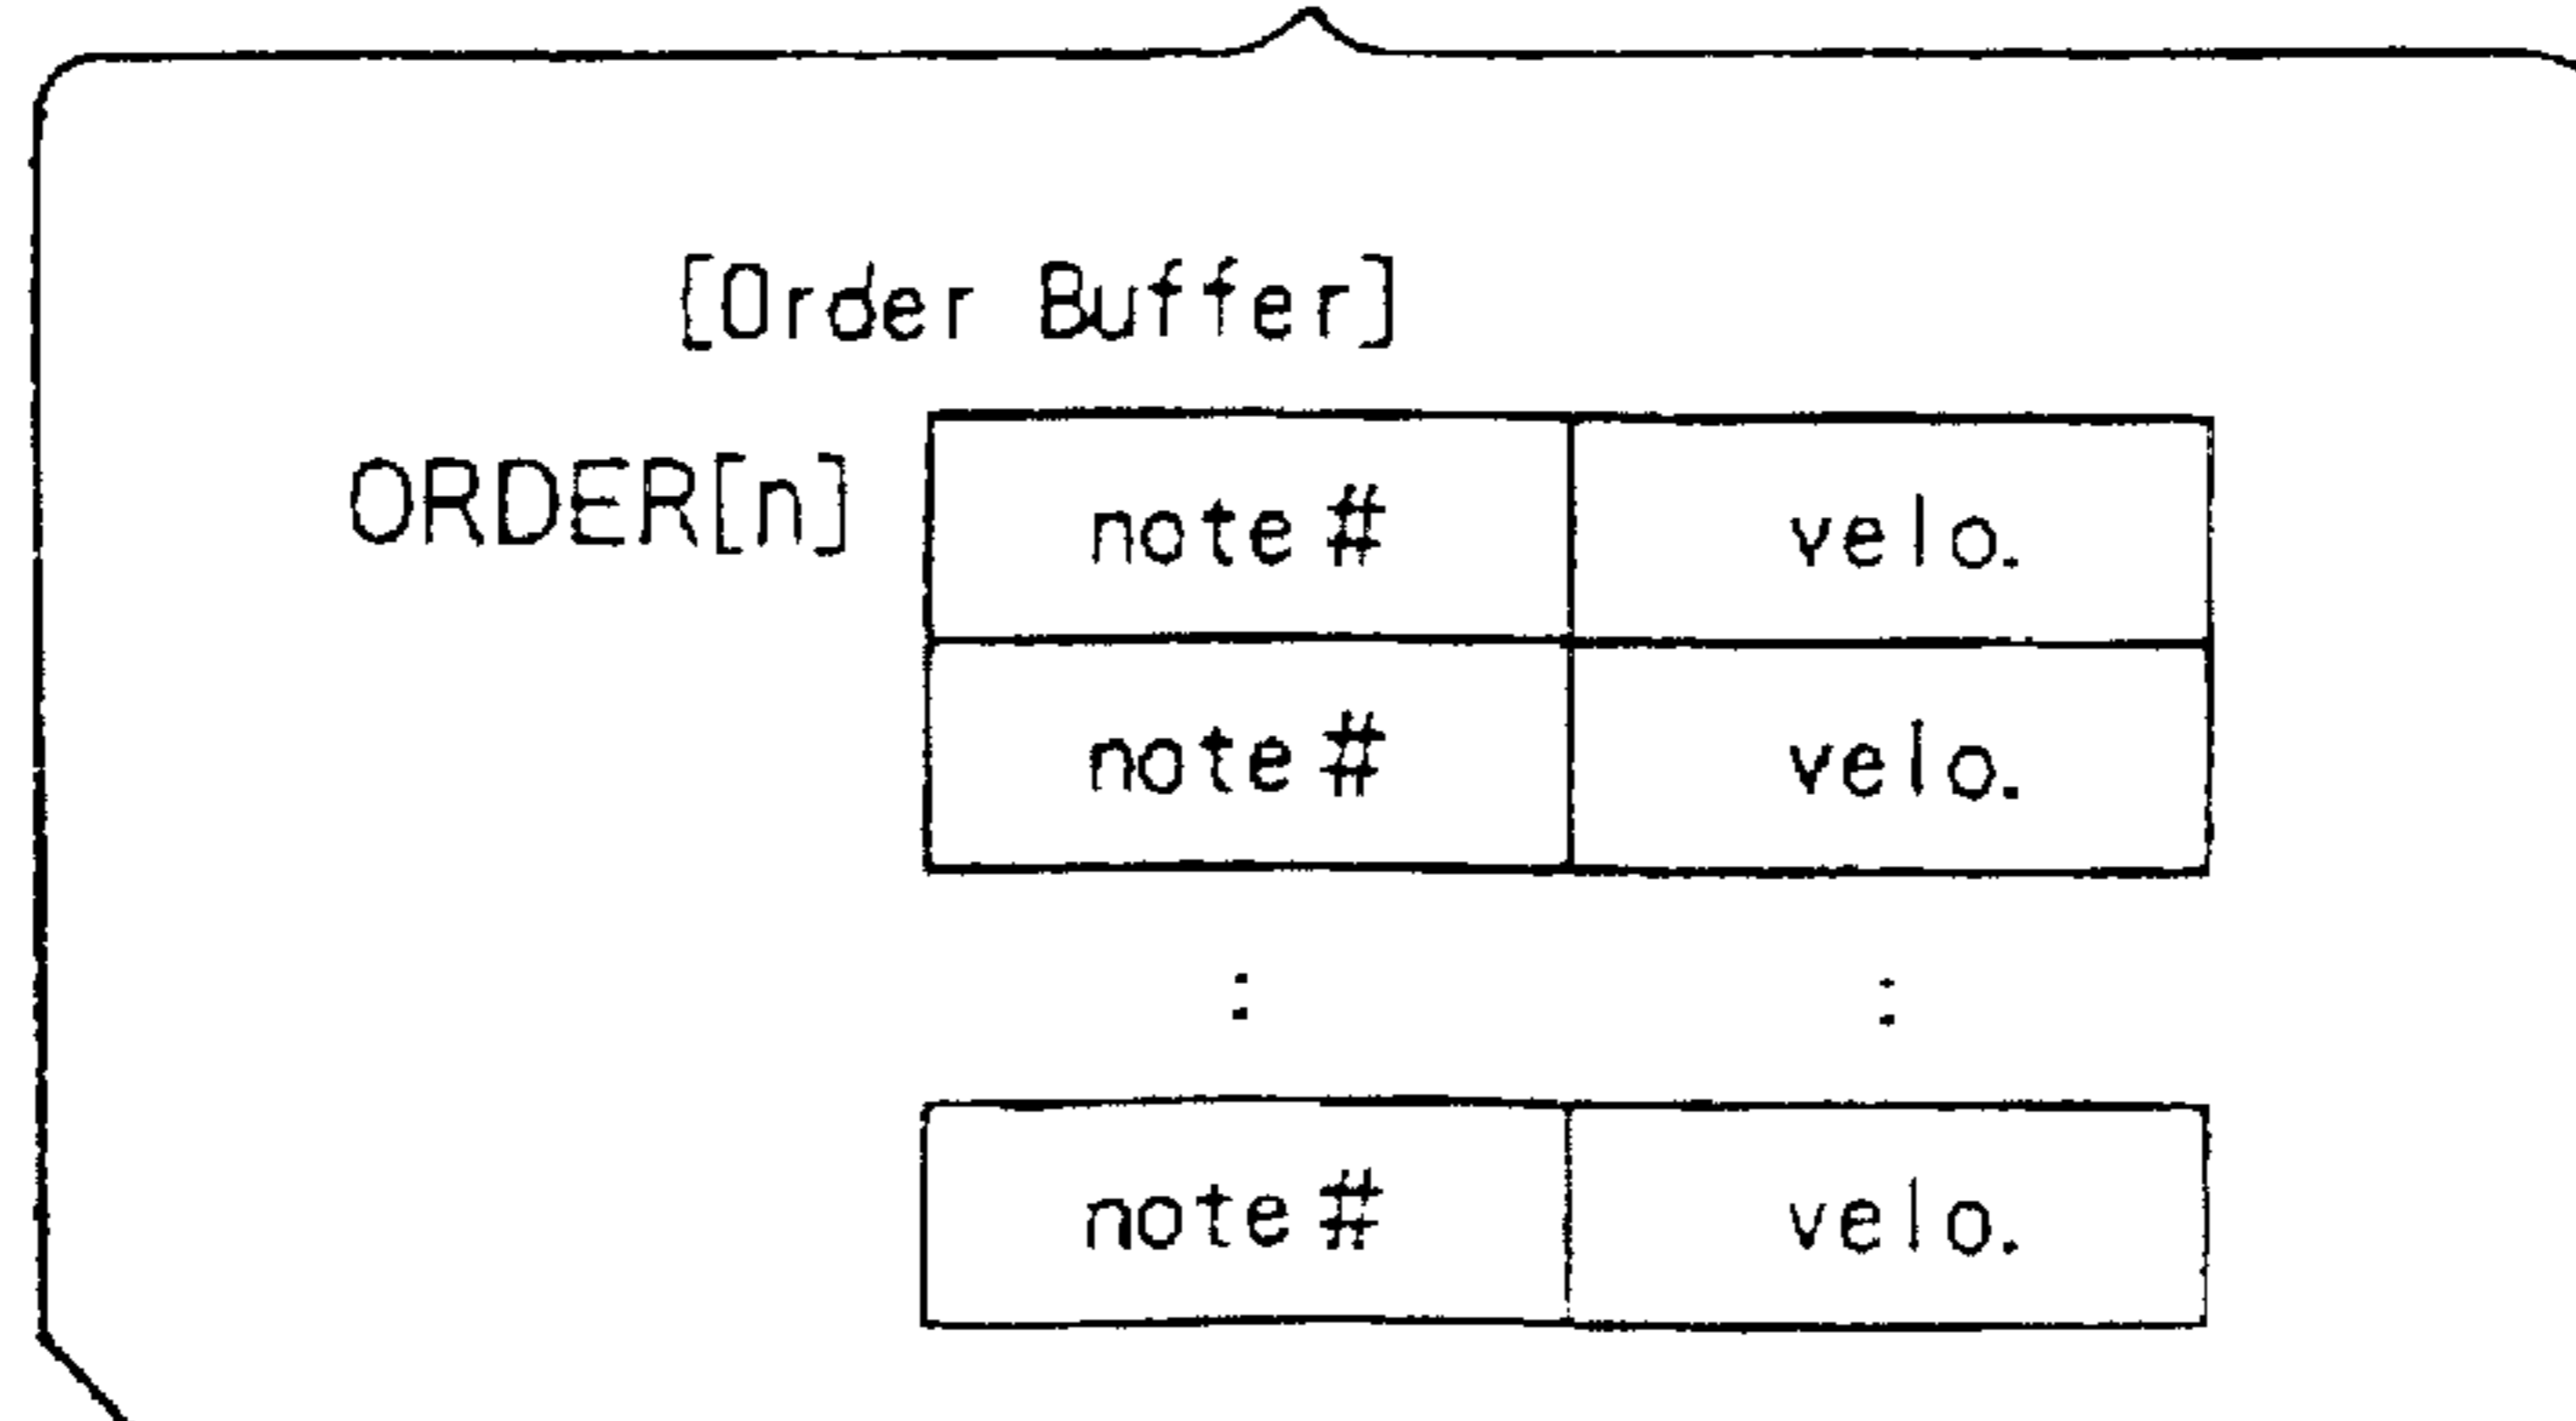 [Order Buffer]
ORDER[n] note# velo.
note# velo.
: :
note# velo.